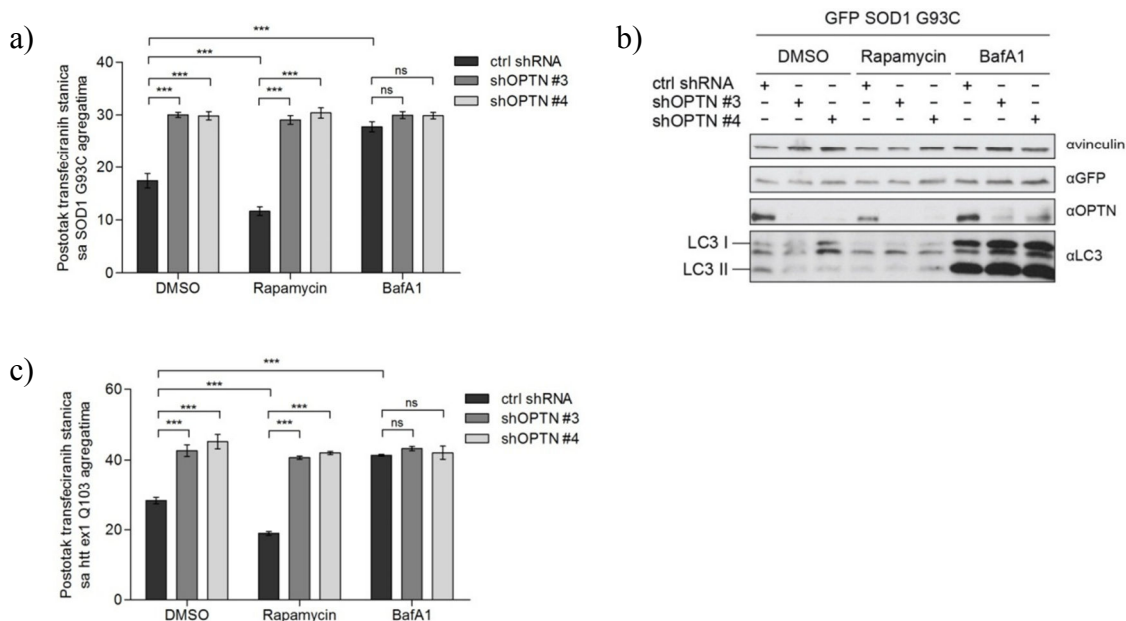 a)
Postotak transfeciranih stanica
sa SOD1 G93C agregatima
40
30
20
10
0
***
***
***
***
***
***
ns
ns
DMSO
Rapamycin
BafA1
ctrl shRNA
shOPTN #3
shOPTN #4
b)
GFP SOD1 G93C
DMSO Rapamycin BafA1
ctrl shRNA + - - + - - + - -
shOPTN #3 - + - - + - - + -
shOPTN #4 - - + - - + - - +
αvinculin
αGFP
αOPTN
LC3 I
LC3 II
αLC3
c)
Postotak transfeciranih stanica
sa htt ex1 Q103 agregatima
60
40
20
0
***
***
***
***
***
***
ns
ns
DMSO
Rapamycin
BafA1
ctrl shRNA
shOPTN #3
shOPTN #4